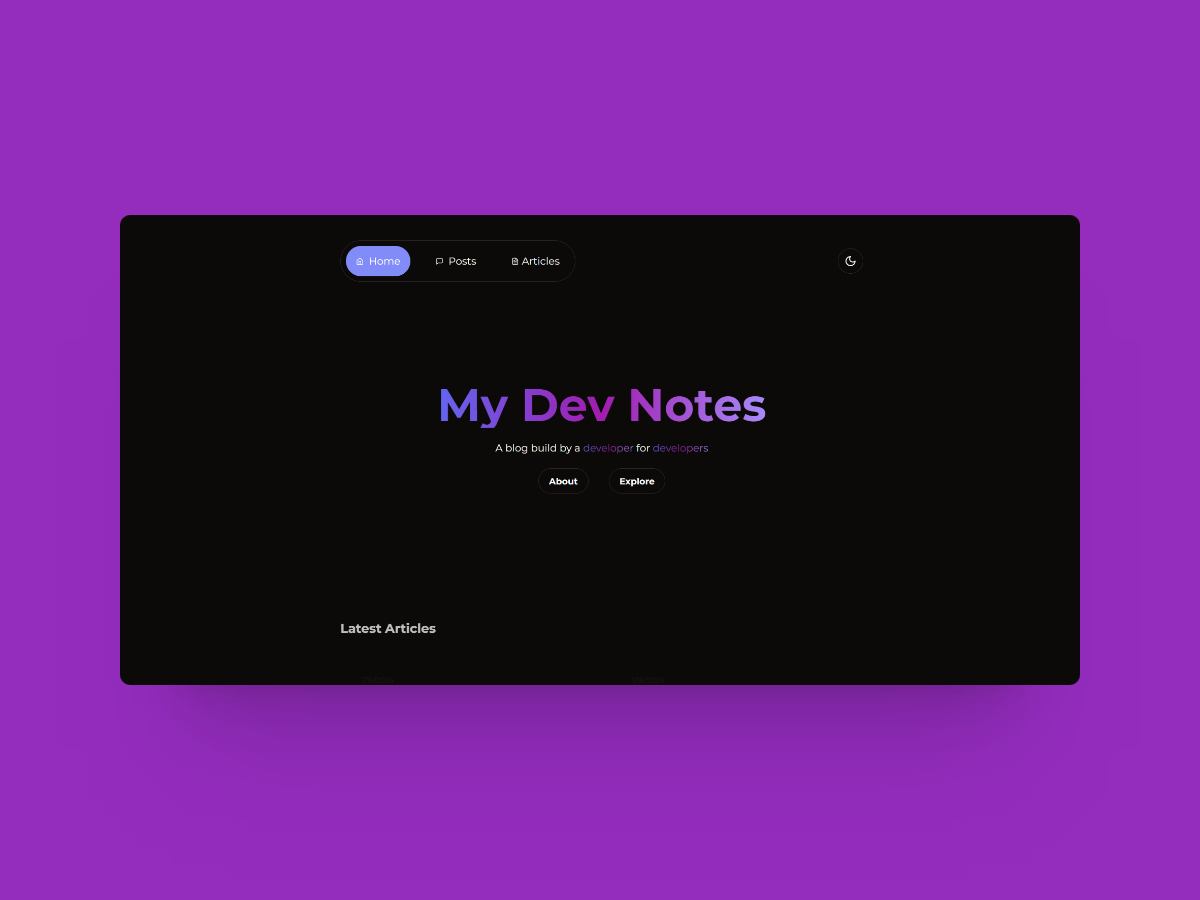 Home Posts Articles
My Dev Notes
A blog build by a developer for developers
About Explore
Latest Articles